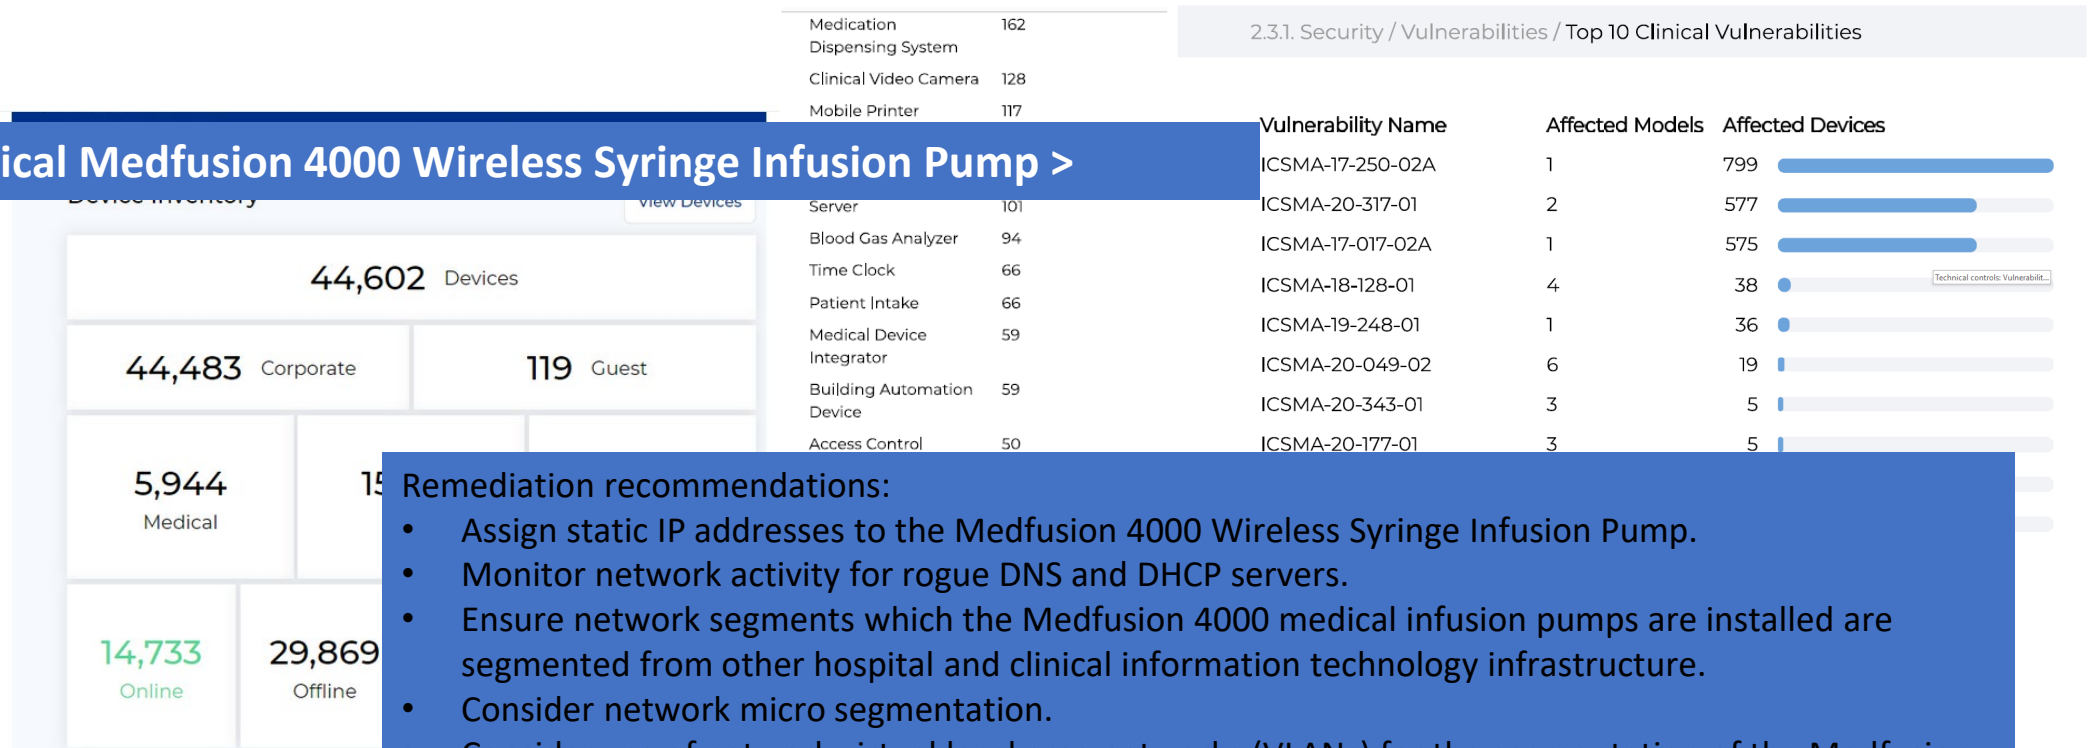 Medication 162
Dispensing System
Clinical Video Camera 128
Mobile Printer 117
2.3.1. Security / Vulnerabilities / Top 10 Clinical Vulnerabilities
ical Medfusion 4000 Wireless Syringe Infusion Pump >
Device Inventory
View Devices
44,602 Devices
44,483 Corporate
119 Guest
5,944
Medical
15
14,733
Online
29,869
Offline
Server 101
Blood Gas Analyzer 94
Time Clock 66
Patient Intake 66
Medical Device 59
Integrator
Building Automation 59
Device
Access Control 50
Vulnerability Name Affected Models Affected Devices
ICSMA-17-250-02A 1 799
ICSMA-20-317-01 2 577
ICSMA-17-017-02A 1 575
Technical controls: Vulnerabilit...
ICSMA-18-128-01 4 38
ICSMA-19-248-01 1 36
ICSMA-20-049-02 6 19
ICSMA-20-343-01 3 5
ICSMA-20-177-01 3 5
Remediation recommendations:
• Assign static IP addresses to the Medfusion 4000 Wireless Syringe Infusion Pump.
• Monitor network activity for rogue DNS and DHCP servers.
• Ensure network segments which the Medfusion 4000 medical infusion pumps are installed are
segmented from other hospital and clinical information technology infrastructure.
• Consider network micro segmentation.